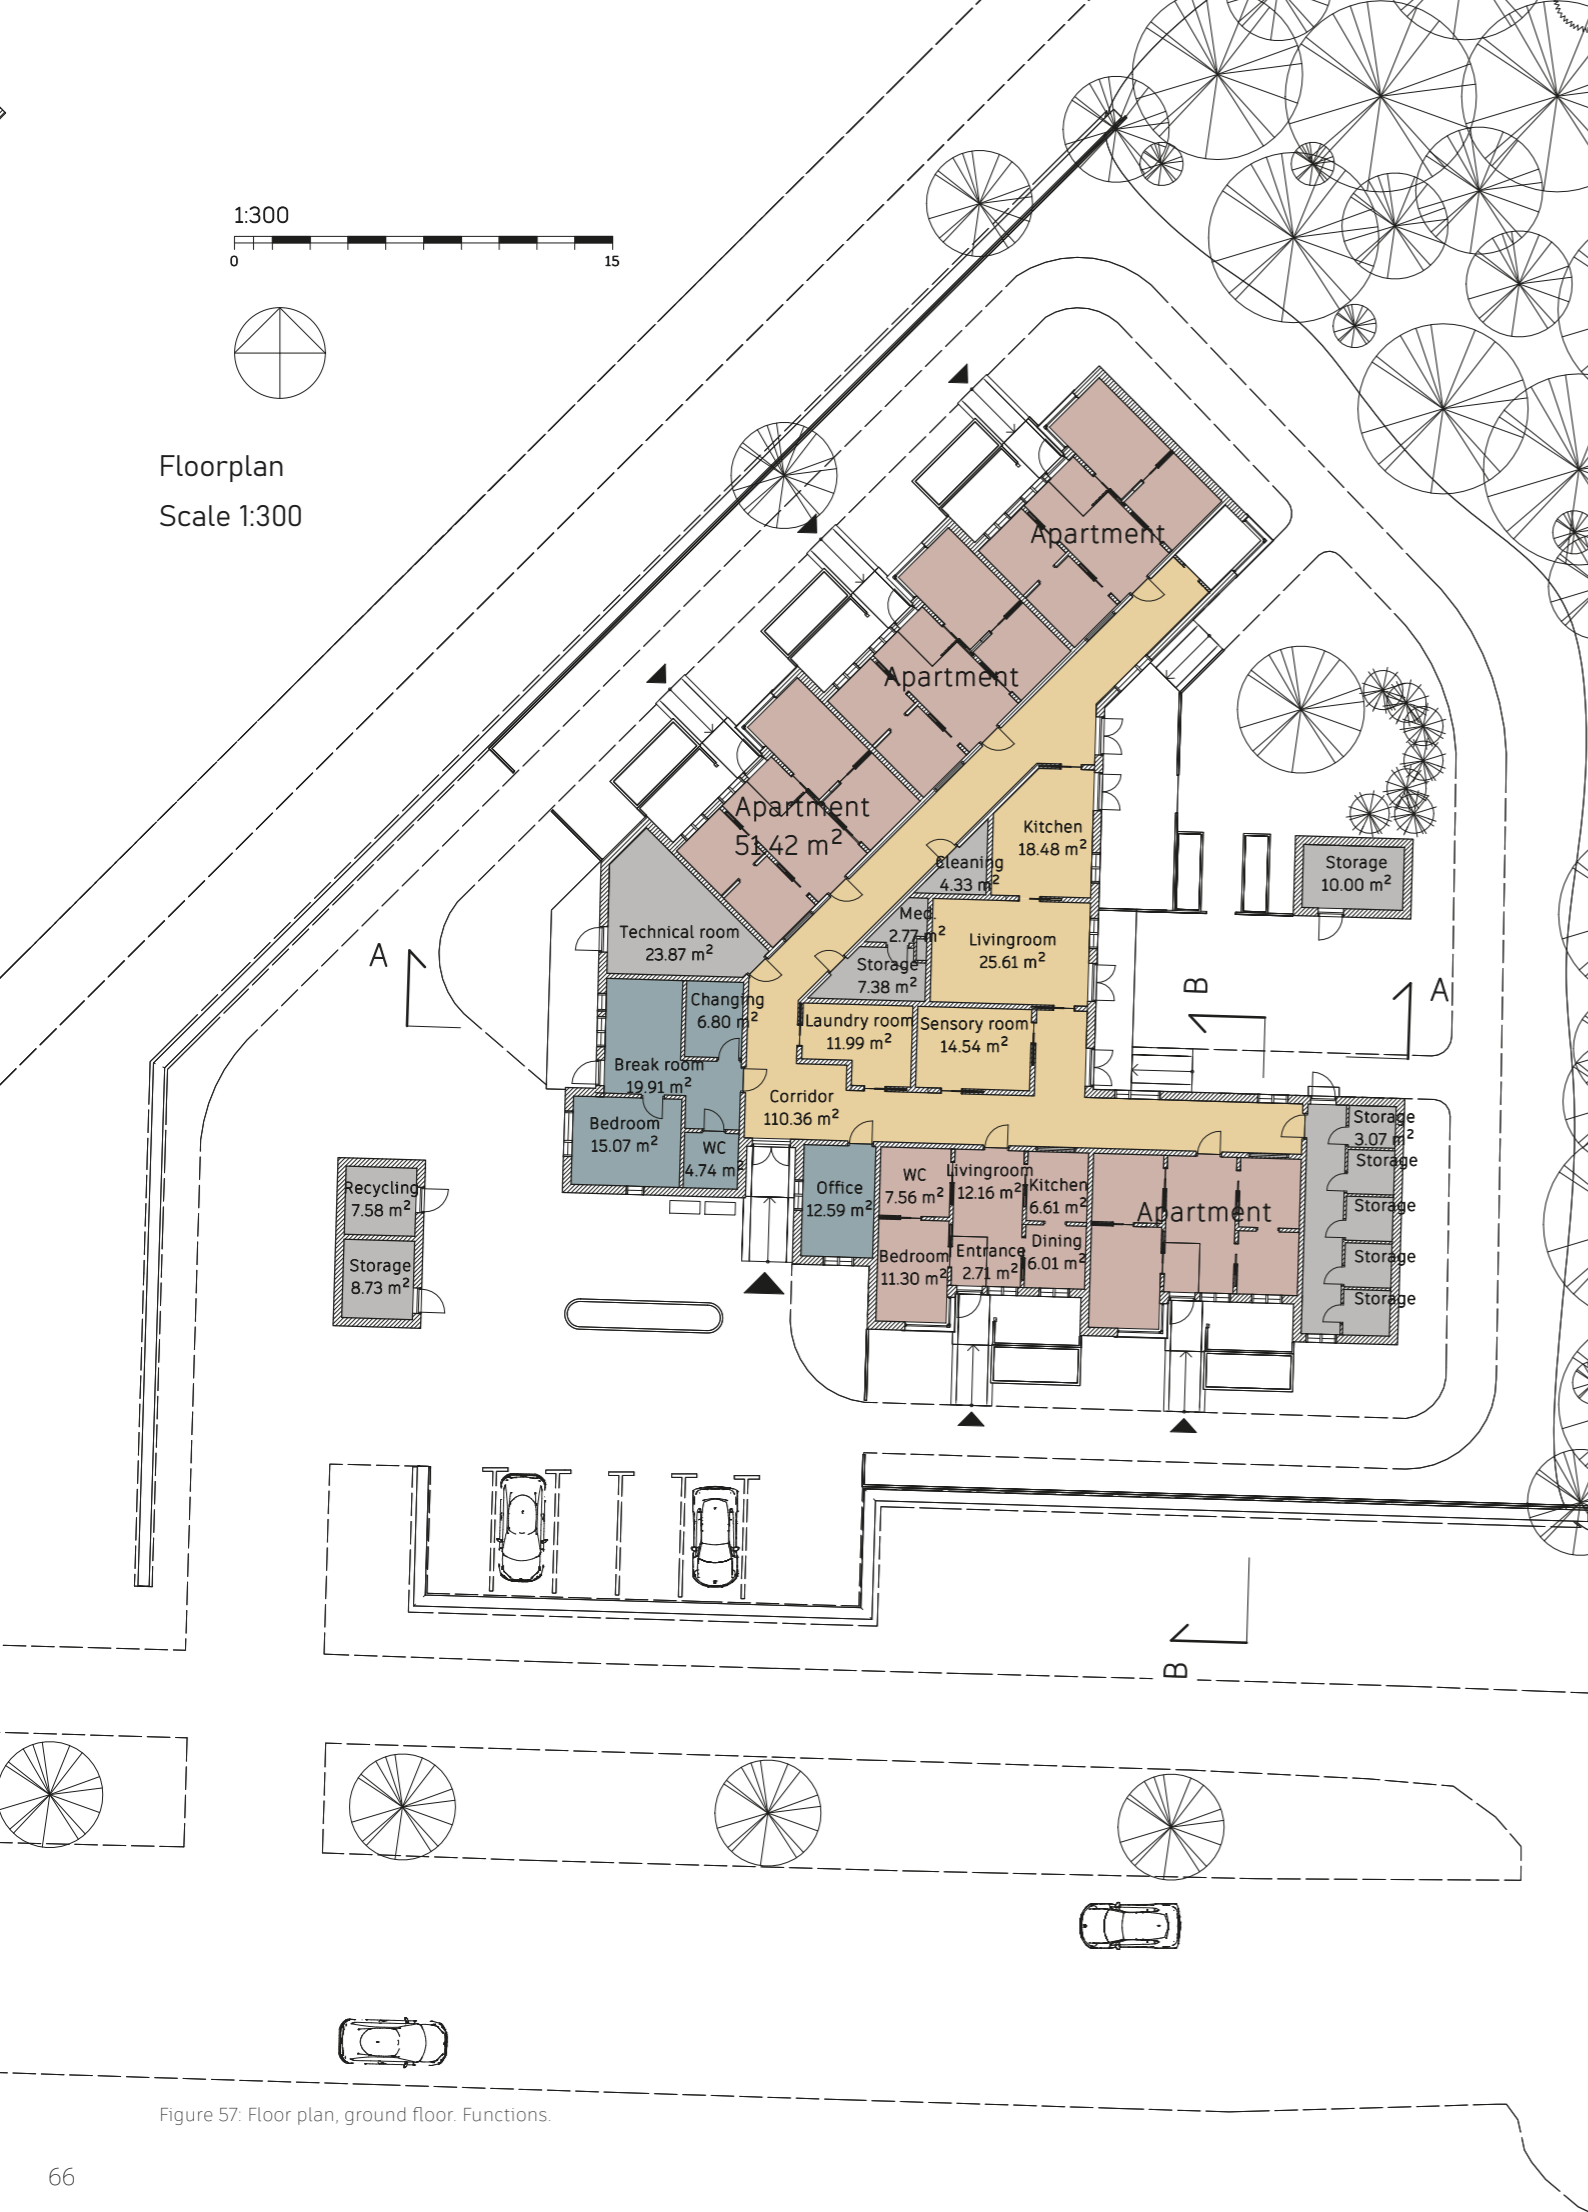 1:300
0 15
Floorplan
Scale 1:300
Apartment
Apartment
Apartment
51.42 m²
Kitchen
18.48 m²
Cleaning
4.33 m²
Storage
10.00 m²
Med.
2.77 m²
Livingroom
25.61 m²
Technical room
23.87 m²
Storage
7.38 m²
A
B
A
Changing
6.80 m²
Laundry room
11.99 m²
Sensory room
14.54 m²
Break room
19.91 m²
Corridor
110.36 m²
Bedroom
15.07 m²
WC
4.74 m²
Storage
3.07 m²
Storage
Storage
Storage
Storage
Office
12.59 m²
WC
7.56 m²
Livingroom
12.16 m²
Kitchen
6.61 m²
Apartment
Bedroom
11.30 m²
Entrance
2.71 m²
Dining
6.01 m²
Recycling
7.58 m²
Storage
8.73 m²
B
Figure 57: Floor plan, ground floor. Functions.
66